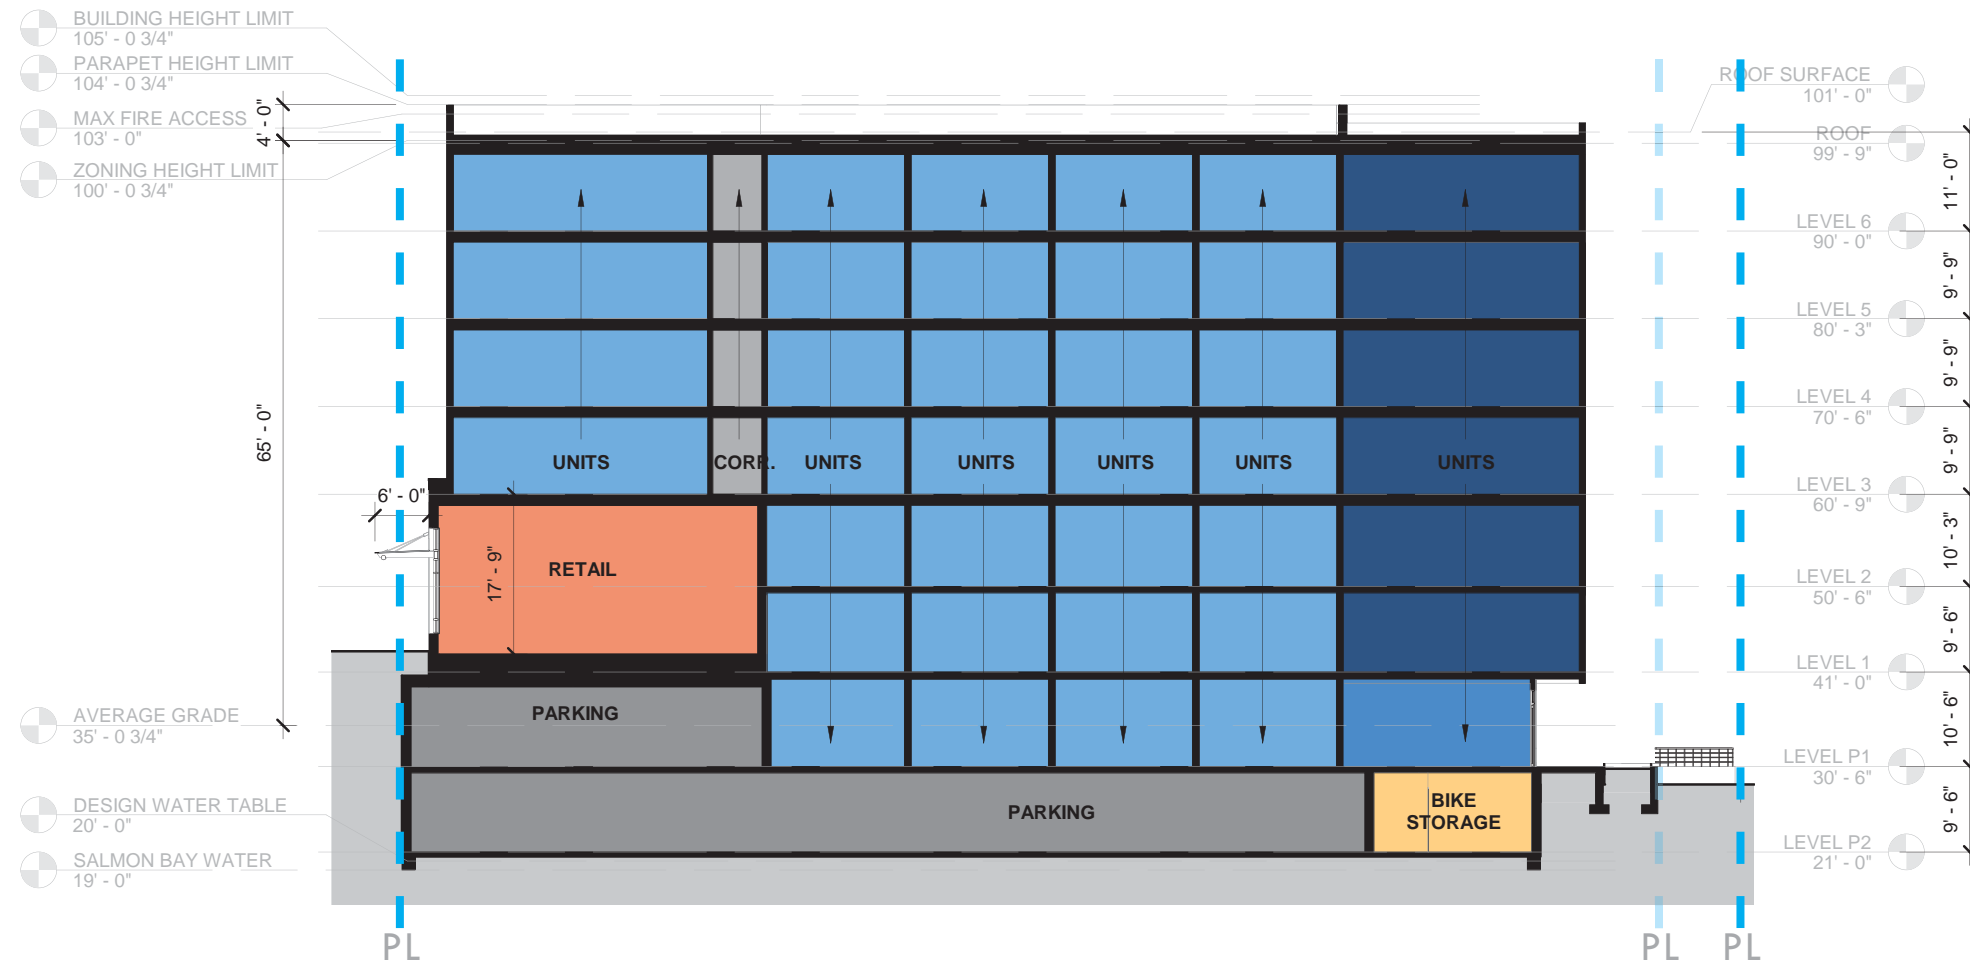 BUILDING HEIGHT LIMIT
105' - 0 3/4"
PARAPET HEIGHT LIMIT
104' - 0 3/4"
MAX FIRE ACCESS
103' - 0"
ZONING HEIGHT LIMIT
100' - 0 3/4"
4' - 0"
65' - 0"
AVERAGE GRADE
35' - 0 3/4"
DESIGN WATER TABLE
20' - 0"
SALMON BAY WATER
19' - 0"
6' - 0"
17' - 9"
UNITS
CORR.
UNITS
UNITS
UNITS
UNITS
UNITS
RETAIL
PARKING
PARKING
BIKE
STORAGE
ROOF SURFACE
101' - 0"
ROOF
99' - 9"
LEVEL 6
90' - 0"
LEVEL 5
80' - 3"
LEVEL 4
70' - 6"
LEVEL 3
60' - 9"
LEVEL 2
50' - 6"
LEVEL 1
41' - 0"
LEVEL P1
30' - 6"
LEVEL P2
21' - 0"
11' - 0"
9' - 9"
9' - 9"
9' - 9"
10' - 3"
9' - 6"
10' - 6"
9' - 6"
PL
PL
PL